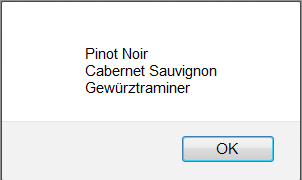 Pinot Noir
Cabernet Sauvignon
Gewürztraminer
OK